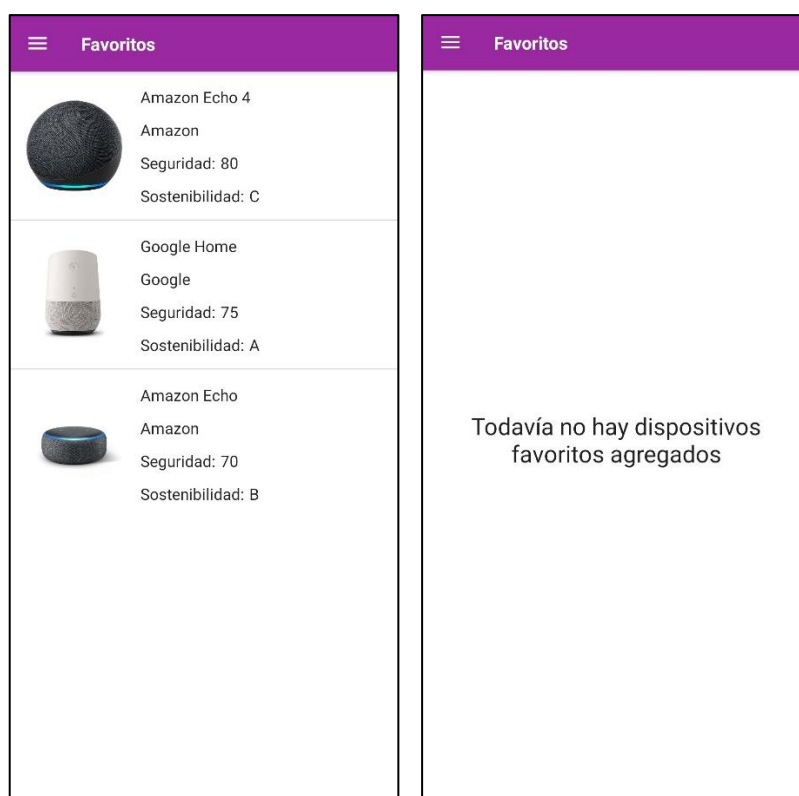 Favoritos
Amazon Echo 4
Amazon
Seguridad: 80
Sostenibilidad: C
Google Home
Google
Seguridad: 75
Sostenibilidad: A
Amazon Echo
Amazon
Seguridad: 70
Sostenibilidad: B
Favoritos
Todavía no hay dispositivos
favoritos agregados